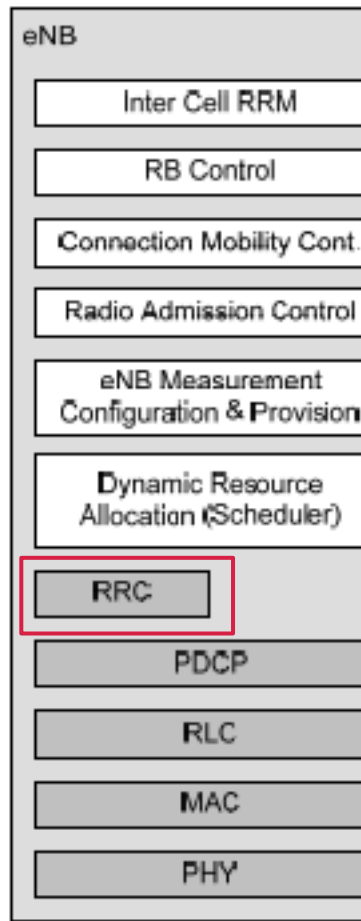 eNB
Inter Cell RRM
RB Control
Connection Mobility Cont.
Radio Admission Control
eNB Measurement
Configuration & Provision
Dynamic Resource
Allocation (Scheduler)
RRC
PDCP
RLC
MAC
PHY